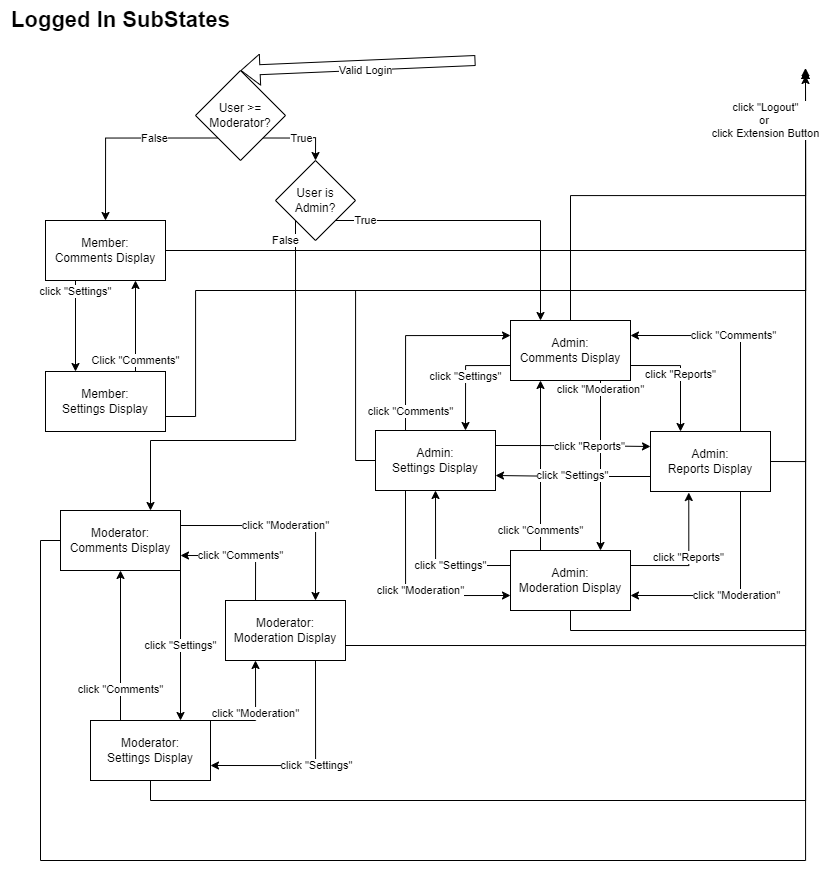 Logged In SubStates
Valid Login
User >=
Moderator?
click "Logout"
or
click Extension Button
False
True
User is
Admin?
True
False
Member:
Comments Display
click "Settings"
Click "Comments"
Member:
Settings Display
Admin:
Comments Display
click "Comments"
click "Settings"
click "Reports"
click "Moderation"
click "Comments"
Admin:
Settings Display
click "Reports"
click "Settings"
Admin:
Reports Display
click "Comments"
click "Settings"
click "Reports"
click "Moderation"
Admin:
Moderation Display
click "Moderation"
Moderator:
Comments Display
click "Moderation"
click "Comments"
Moderator:
Moderation Display
click "Settings"
click "Comments"
click "Moderation"
Moderator:
Settings Display
click "Settings"